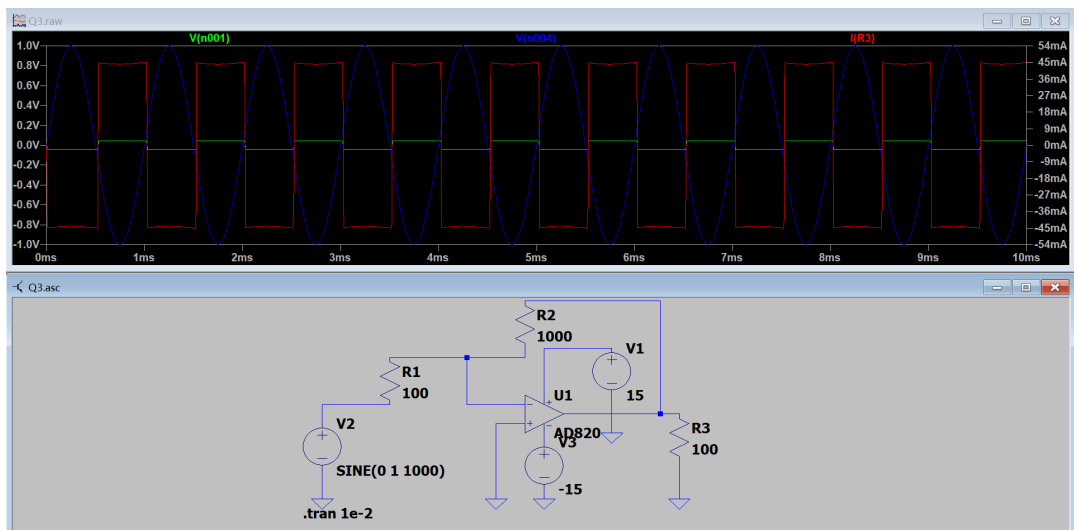 Q3.raw
V(n001) V(n004) I(R3)
1.0V
0.8V
0.6V
0.4V
0.2V
0.0V
-0.2V
-0.4V
-0.6V
-0.8V
-1.0V
54mA
45mA
36mA
27mA
18mA
9mA
0mA
-9mA
-18mA
-27mA
-36mA
-45mA
-54mA
0ms 1ms 2ms 3ms 4ms 5ms 6ms 7ms 8ms 9ms 10ms
Q3.asc
R2
1000
V1
15
R1
100
U1
AD820
V2
SINE(0 1 1000)
V3
-15
R3
100
.tran 1e-2